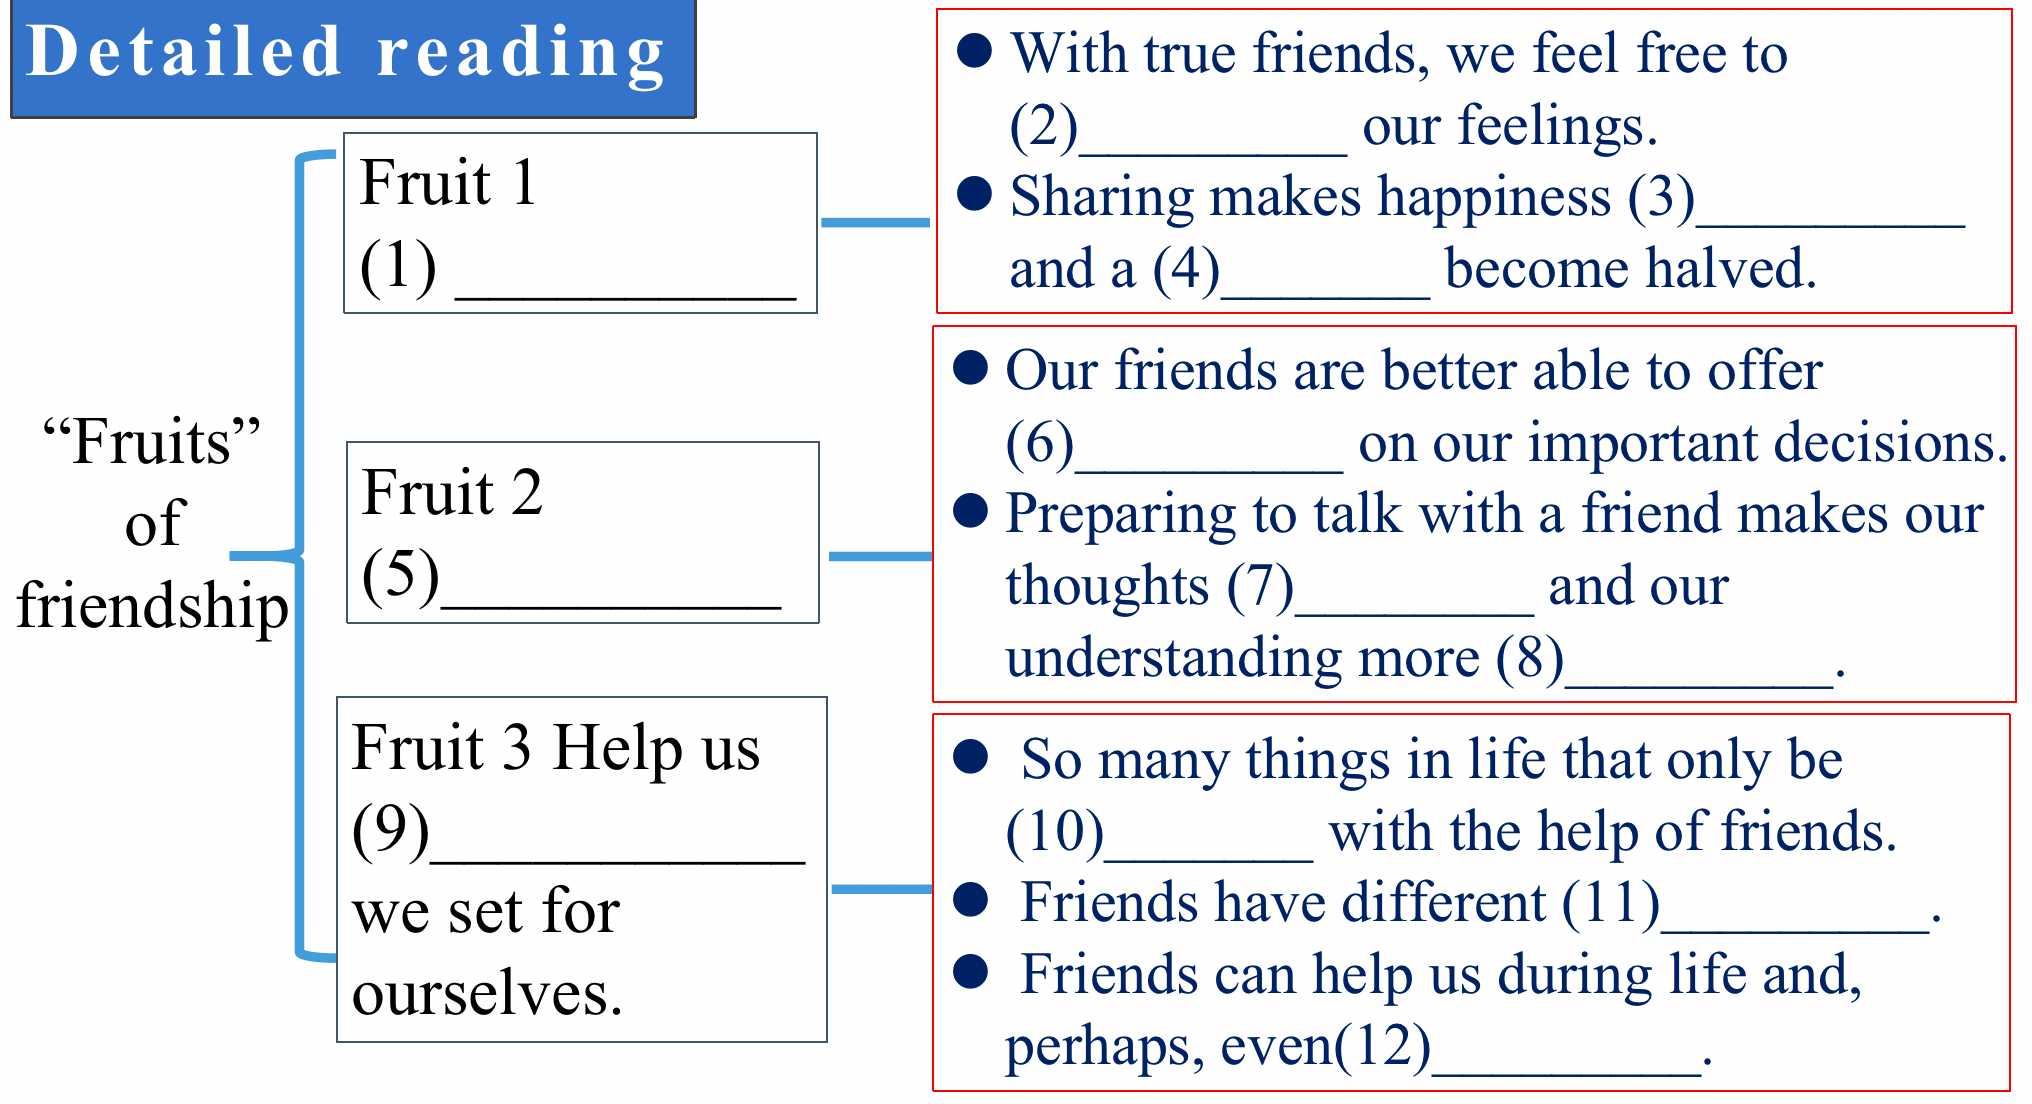 Detailed reading
“Fruits”
of
friendship
Fruit 1
(1) __________
● With true friends, we feel free to
(2)_________ our feelings.
● Sharing makes happiness (3)_________
and a (4)_______ become halved.
Fruit 2
(5)__________
● Our friends are better able to offer
(6)_________ on our important decisions.
● Preparing to talk with a friend makes our
thoughts (7)________ and our
understanding more (8)_________.
Fruit 3 Help us
(9)___________
we set for
ourselves.
● So many things in life that only be
(10)_______ with the help of friends.
● Friends have different (11)_________.
● Friends can help us during life and,
perhaps, even(12)_________.